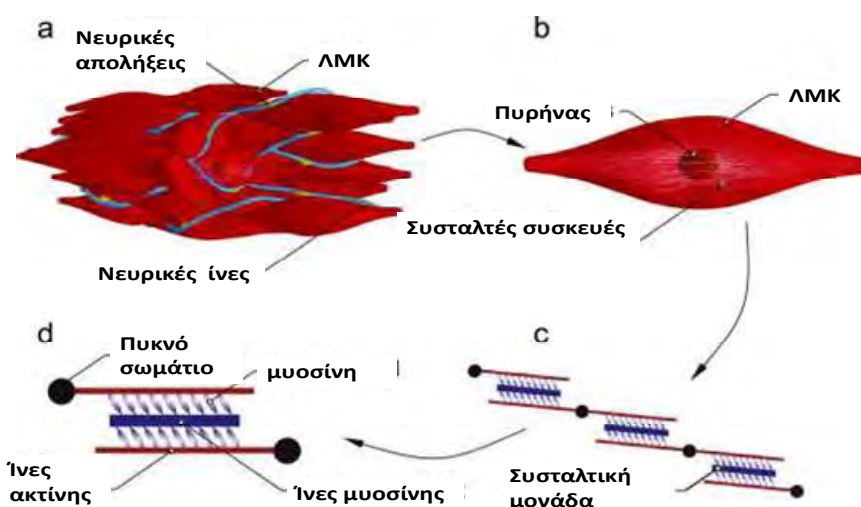 a
Νευρικές
απολήξεις
ΛΜΚ
b
Πυρήνας
ΛΜΚ
Συσταλτές συσκευές
Νευρικές ίνες
d
Πυκνό
σωμάτιο
μυοσίνη
c
Ίνες
ακτίνης
Ίνες μυοσίνης
Συσταλτική
μονάδα